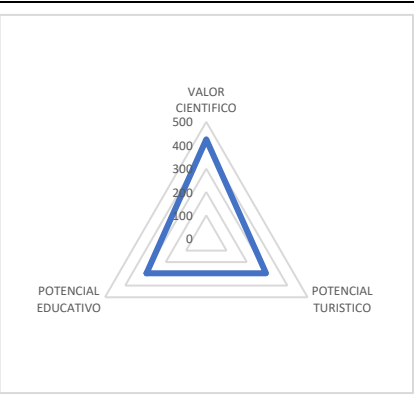 VALOR
CIENTIFICO
500
400
300
200
100
0
POTENCIAL
EDUCATIVO
POTENCIAL
TURISTICO